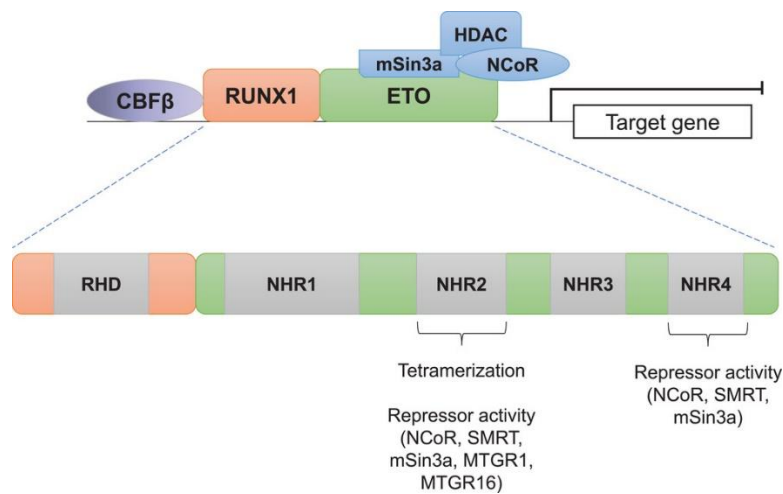 HDAC
mSin3a
NCoR
CBFβ
RUNX1
ETO
Target gene
RHD
NHR1
NHR2
NHR3
NHR4
Tetramerization
Repressor activity
(NCoR, SMRT,
mSin3a, MTGR1,
MTGR16)
Repressor activity
(NCoR, SMRT,
mSin3a)